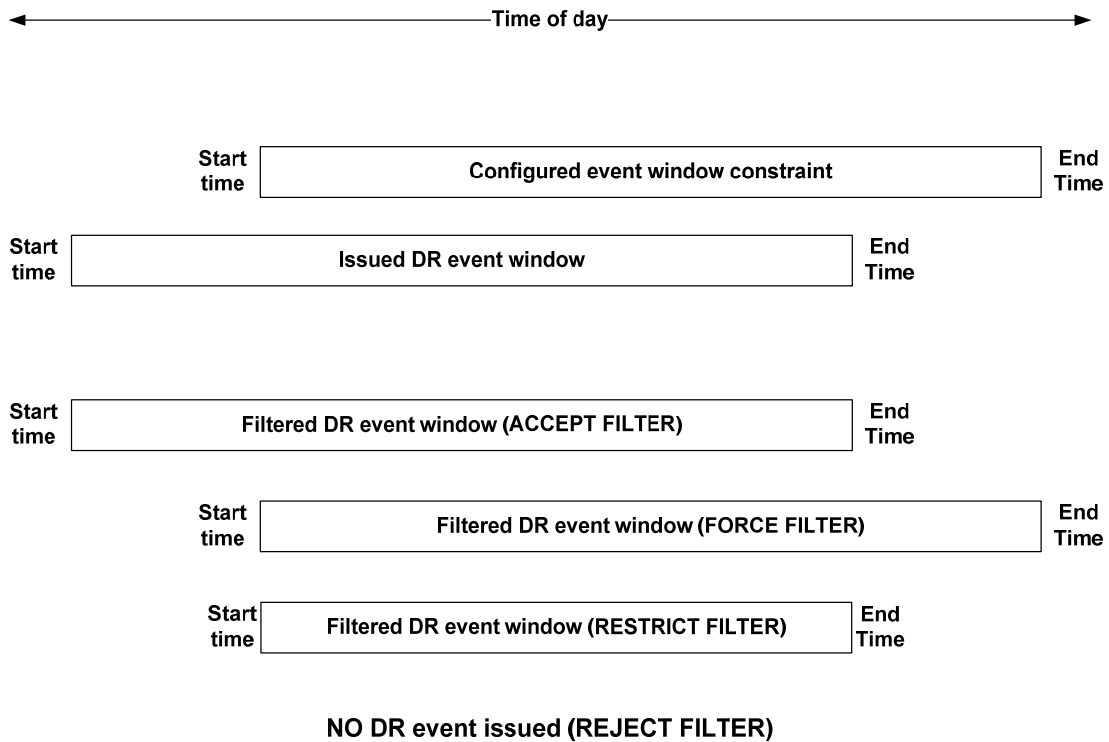 Time of day
Start
time
Configured event window constraint
End
Time
Start
time
Issued DR event window
End
Time
Start
time
Filtered DR event window (ACCEPT FILTER)
End
Time
Start
time
Filtered DR event window (FORCE FILTER)
End
Time
Start
time
Filtered DR event window (RESTRICT FILTER)
End
Time
NO DR event issued (REJECT FILTER)